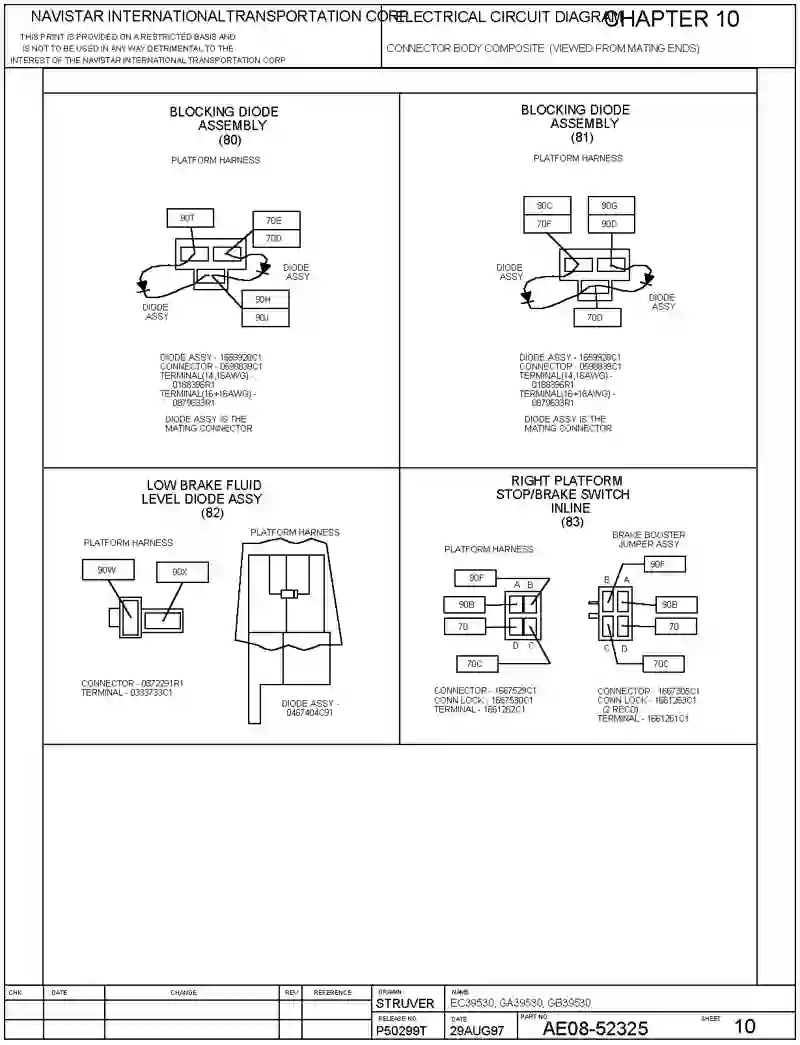 NAVISTAR INTERNATIONAL TRANSPORTATION CORP.
THIS PRINT IS PROVIDED ON A RESTRICTED BASIS AND
IS NOT TO BE USED IN ANY WAY DETRIMENTAL TO THE
INTEREST OF THE NAVISTAR INTERNATIONAL TRANSPORTATION CORP
ELECTRICAL CIRCUIT DIAGRAM
CHAPTER 10
CONNECTOR BODY COMPOSITE (VIEWED FROM MATING ENDS)
BLOCKING DIODE
ASSEMBLY
(80)
PLATFORM HARNESS
90T
70E
70D
DIODE
ASSY
DIODE
ASSY
90H
90J
DIODE ASSY - 1659920C1
CONNECTOR - 0598839C1
TERMINAL(14,16AWG) -
0188396R1
TERMINAL(16+16AWG) -
0879633R1
DIODE ASSY IS THE
MATING CONNECTOR
BLOCKING DIODE
ASSEMBLY
(81)
PLATFORM HARNESS
90C
70F
90G
90D
DIODE
ASSY
DIODE
ASSY
70D
DIODE ASSY - 1659920C1
CONNECTOR - 0598839C1
TERMINAL(14,16AWG) -
0188396R1
TERMINAL(16+16AWG) -
0879633R1
DIODE ASSY IS THE
MATING CONNECTOR
LOW BRAKE FLUID
LEVEL DIODE ASSY
(82)
PLATFORM HARNESS
PLATFORM HARNESS
90W
90X
CONNECTOR - 0872291R1
TERMINAL - 0333733C1
DIODE ASSY -
0467404C91
RIGHT PLATFORM
STOP/BRAKE SWITCH
INLINE
(83)
PLATFORM HARNESS
90F
A B
90B
70
D C
70C
CONNECTOR - 1667529C1
CONN LOCK - 1667530C1
TERMINAL - 1661262C1
BRAKE BOOSTER
JUMPER ASSY
90F
B A
90B
70
C D
70C
CONNECTOR 1667305C1
CONN LOCK - 1661263C1
(2 REQD)
TERMINAL - 1661261C1
CHK
DATE
CHANGE
REV
REFERENCE
DRAWN
STRUVER
NAME
EC39530, GA39530, GB39530
RELEASE NO.
P50299T
DATE
29AUG97
PART NO
AE08-52325
SHEET
10